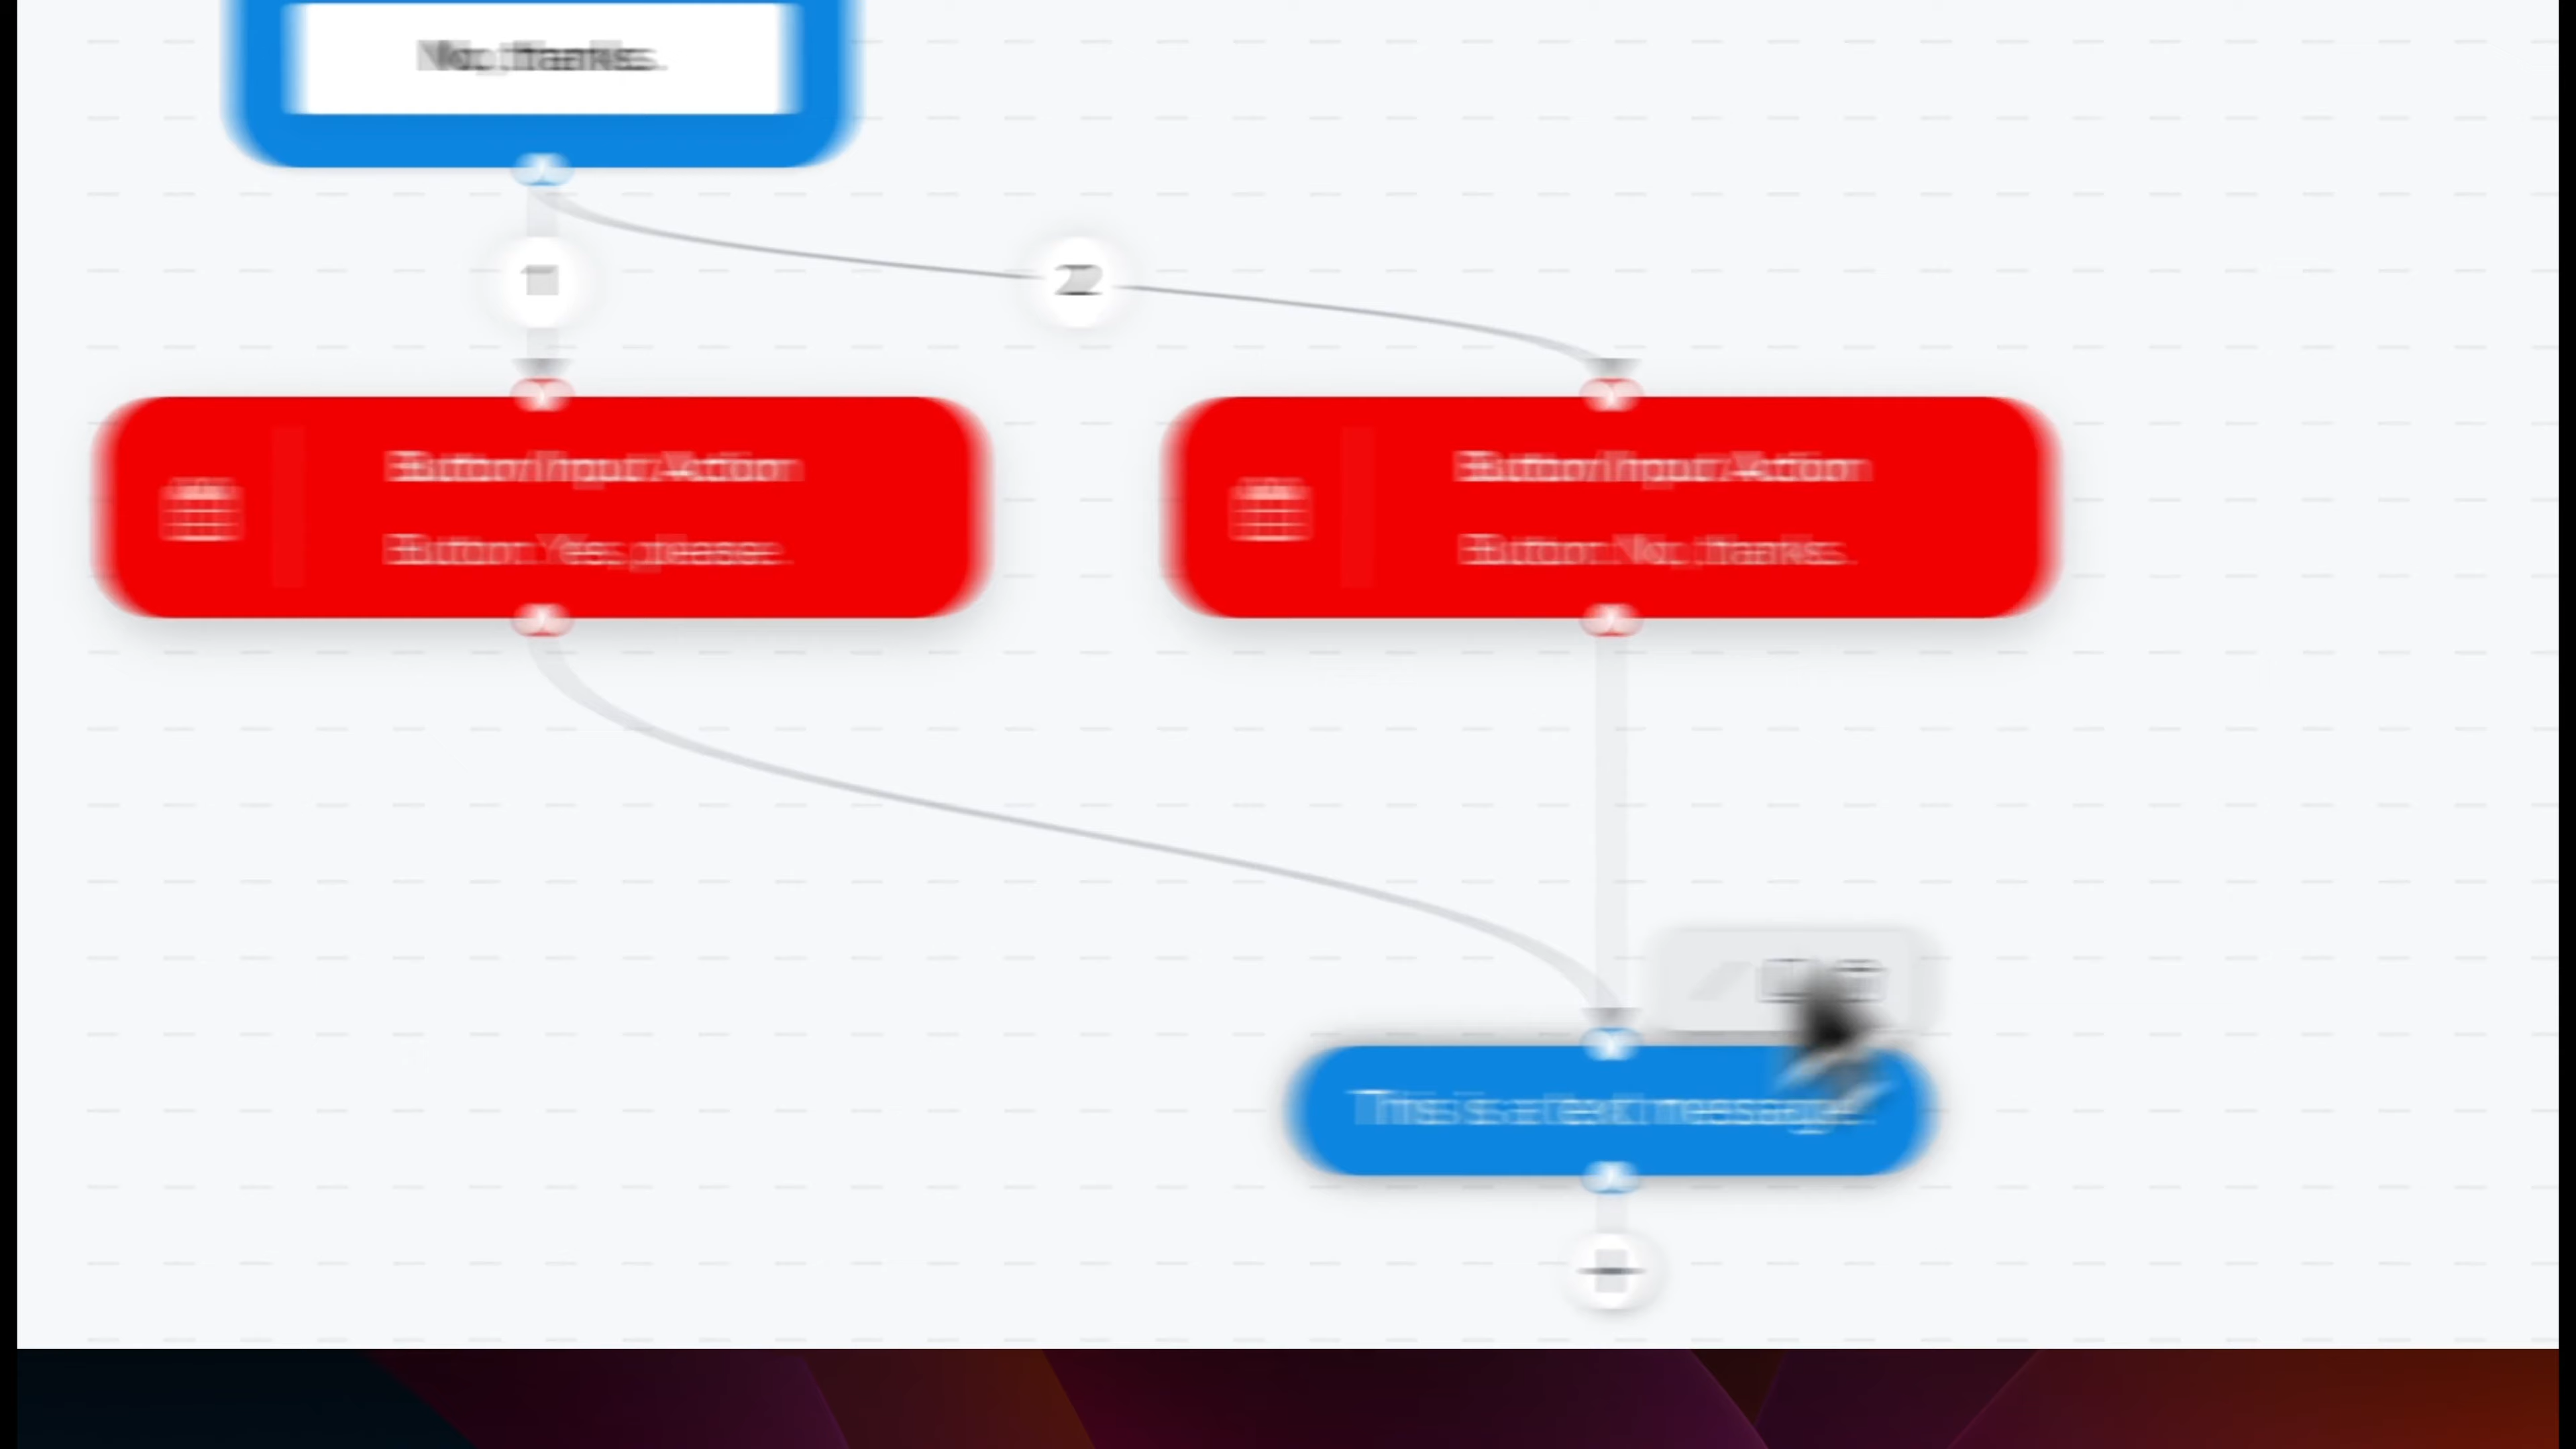 No, thanks.
1
2
Button/Input/Action
Button: Yes, please.
Button/Input/Action
Button: No, thanks.
This is a text message.